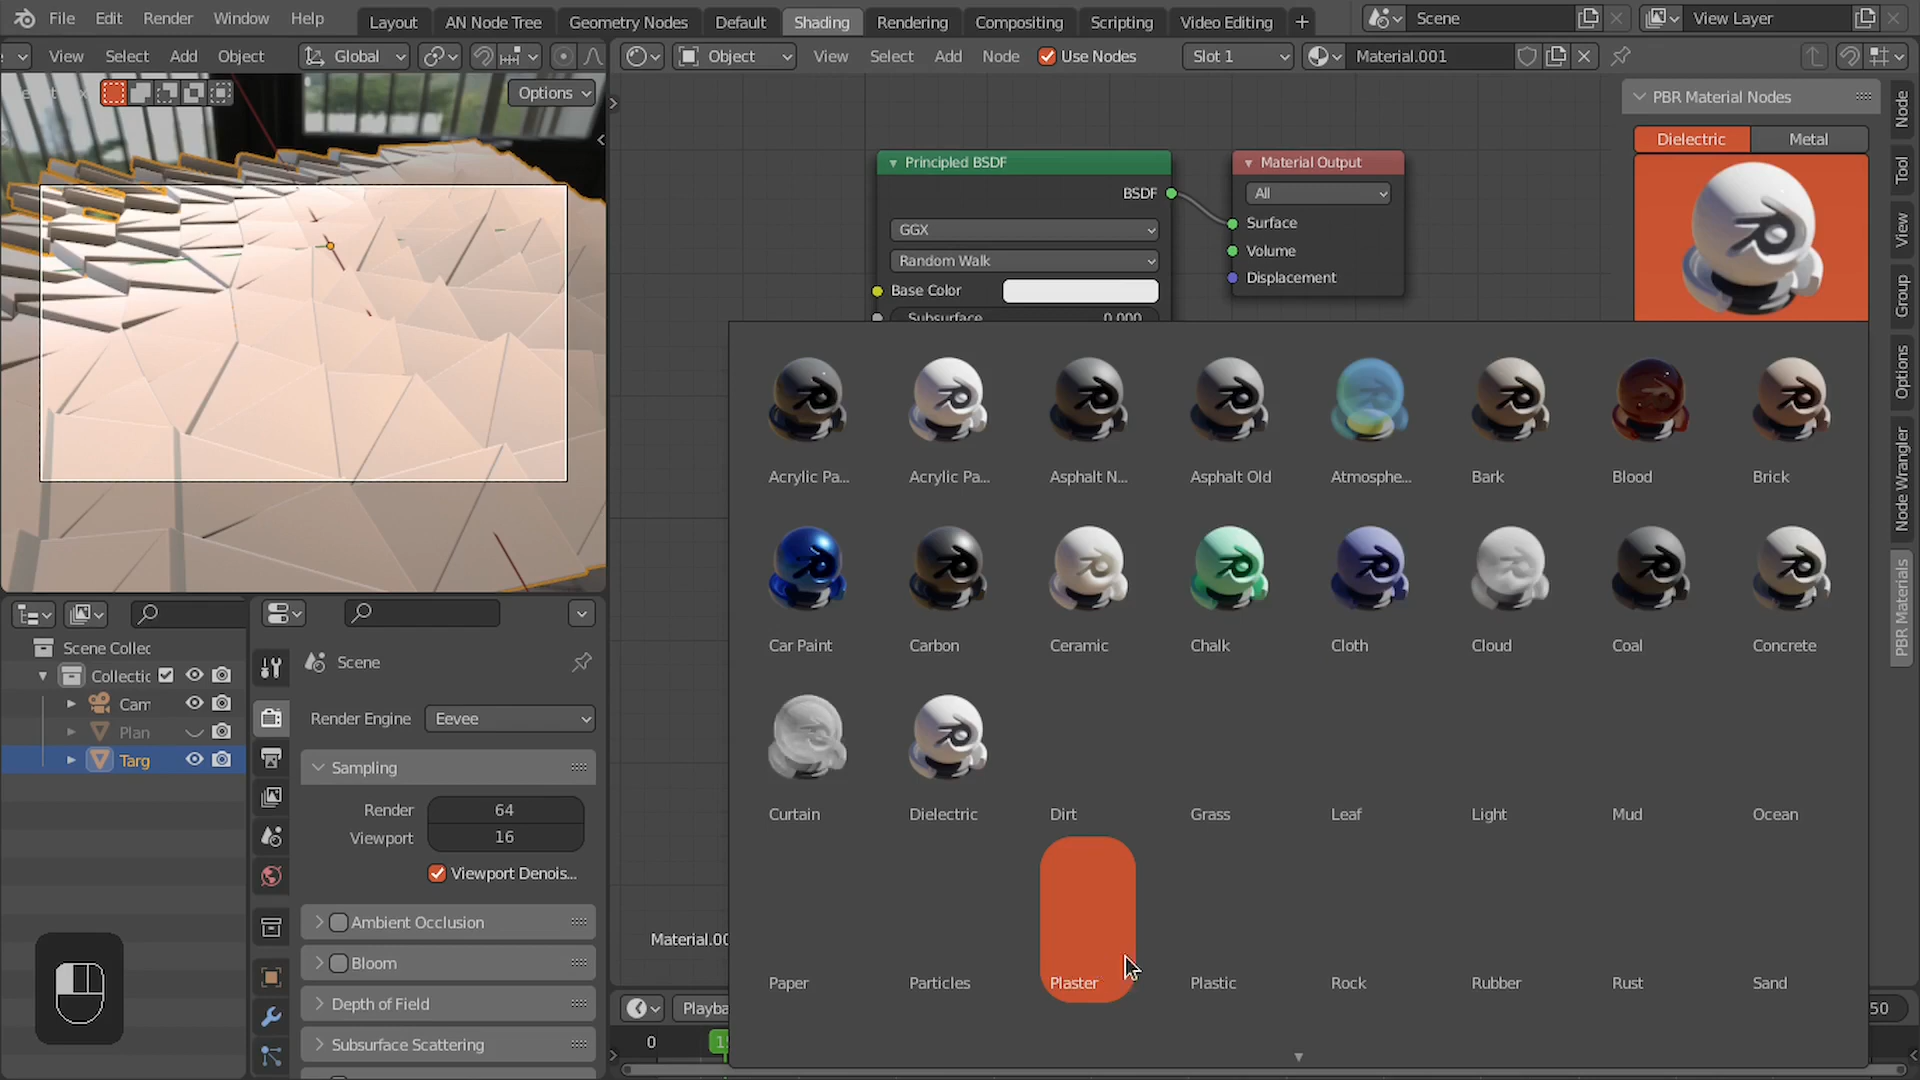 File Edit Render Window Help Layout AN Node Tree Geometry Nodes Default Shading Rendering Compositing Scripting Video Editing + Scene View Layer
View Select Add Object Global Object View Select Add Node Use Nodes Slot 1 Material.001
Options
PBR Material Nodes
Dielectric Metal
Node
Tool
View
Group
Options
Node Wrangler
PBR Materials
Principled BSDF
BSDF
GGX
Random Walk
Base Color
Subsurface 0.000
Material Output
All
Surface
Volume
Displacement
Acrylic Pa... Acrylic Pa... Asphalt N... Asphalt Old Atmosphe... Bark Blood Brick
Car Paint Carbon Ceramic Chalk Cloth Cloud Coal Concrete
Curtain Dielectric Dirt Grass Leaf Light Mud Ocean
Paper Particles Plaster Plastic Rock Rubber Rust Sand
Scene Collec
Collectic
Cam
Plan
Targ
Scene
Render Engine Eevee
Sampling
Render 64
Viewport 16
Viewport Denois...
Ambient Occlusion
Bloom
Depth of Field
Subsurface Scattering
Material.00
Playba
50
0